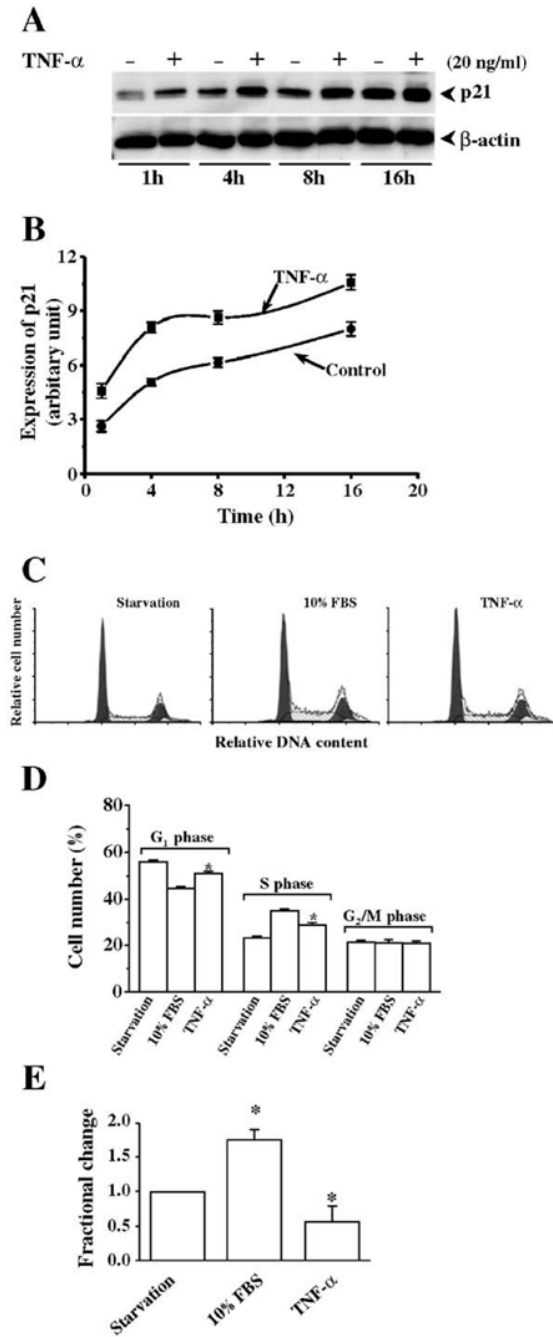 A
TNF-α
– + – + – + – +
(20 ng/ml)
p21
β-actin
1h 4h 8h 16h
B
Expression of p21
(arbitary unit)
12
9
6
3
0
TNF-α
Control
0 4 8 12 16 20
Time (h)
C
Relative cell number
Starvation
10% FBS
TNF-α
Relative DNA content
D
Cell number (%)
80
60
40
20
0
G₁ phase
*
S phase
*
G₂/M phase
Starvation
10% FBS
TNF-α
Starvation
10% FBS
TNF-α
Starvation
10% FBS
TNF-α
E
Fractional change
2.0
1.5
1.0
0.5
0.0
*
*
Starvation
10% FBS
TNF-α